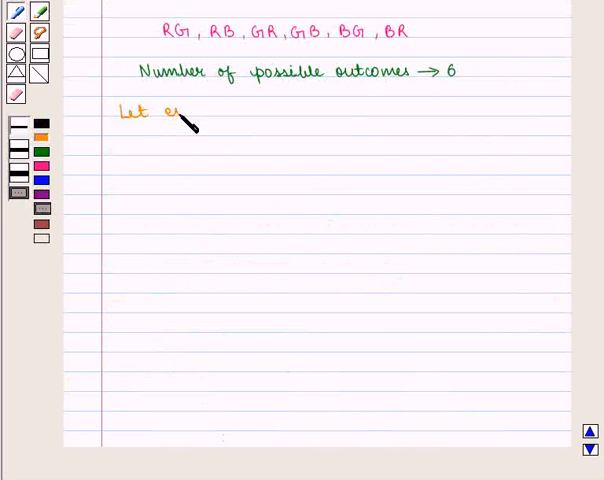 RG, RB, GR, GB, BG, BR
Number of possible outcomes → 6
Let e